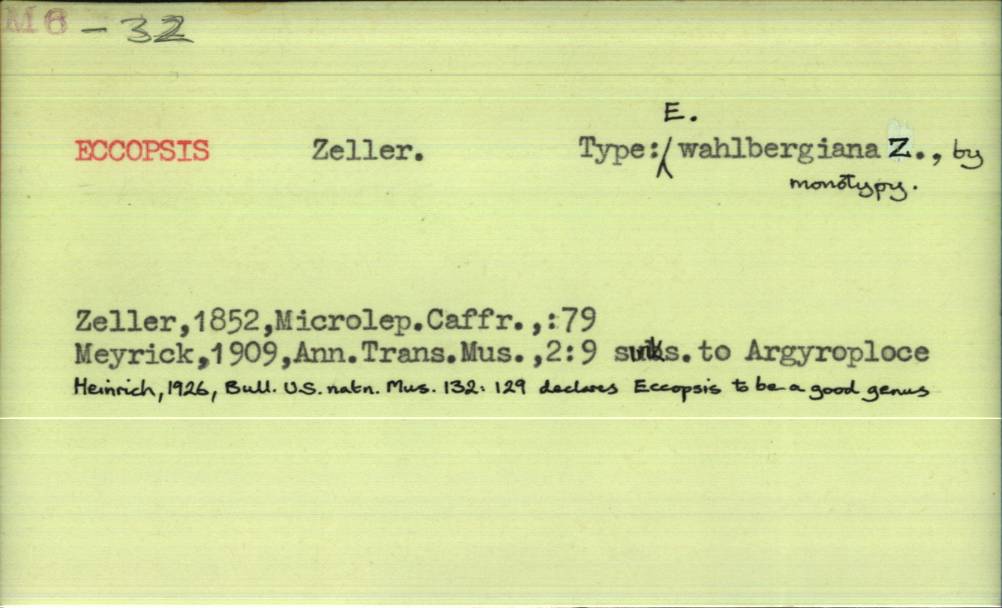 M6 - 32
ECCOPSIS Zeller. Type: E. wahlbergiana Z., by
monotypy.
Zeller,1852,Microlep.Caffr.,:79
Meyrick,1909,Ann.Trans.Mus.,2:9 sinks.to Argyroploce
Heinrich, 1926, Bull. U.S. natn. Mus. 132: 129 declares Eccopsis to be a good genus